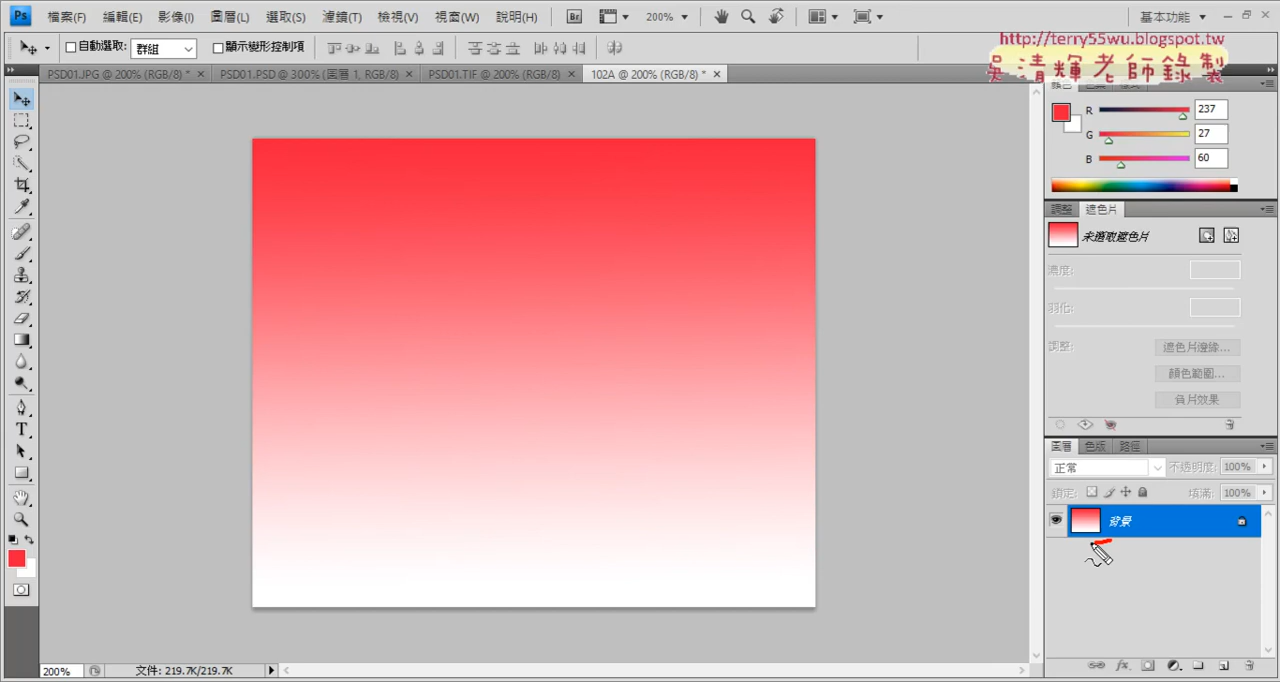 Ps 檔案(F) 編輯(E) 影像(I) 圖層(L) 選取(S) 濾鏡(T) 檢視(V) 視窗(W) 說明(H) Br 200% 基本功能
http://terry55wu.blogspot.tw
自動選取: 群組 顯示變形控制項
吳清輝老師錄製
PSD01.JPG @ 200% (RGB/8) * PSD01.PSD @ 300% (圖層 1, RGB/8) PSD01.TIF @ 200% (RGB/8) 102A @ 200% (RGB/8) *
R 237
G 27
B 60
調整 遮色片
未選取遮色片
濃度:
羽化:
調整: 遮色片邊緣...
顏色範圍...
負片效果
圖層 色版 路徑
正常 不透明度: 100%
鎖定: 填滿: 100%
背景
200% 文件: 219.7K/219.7K